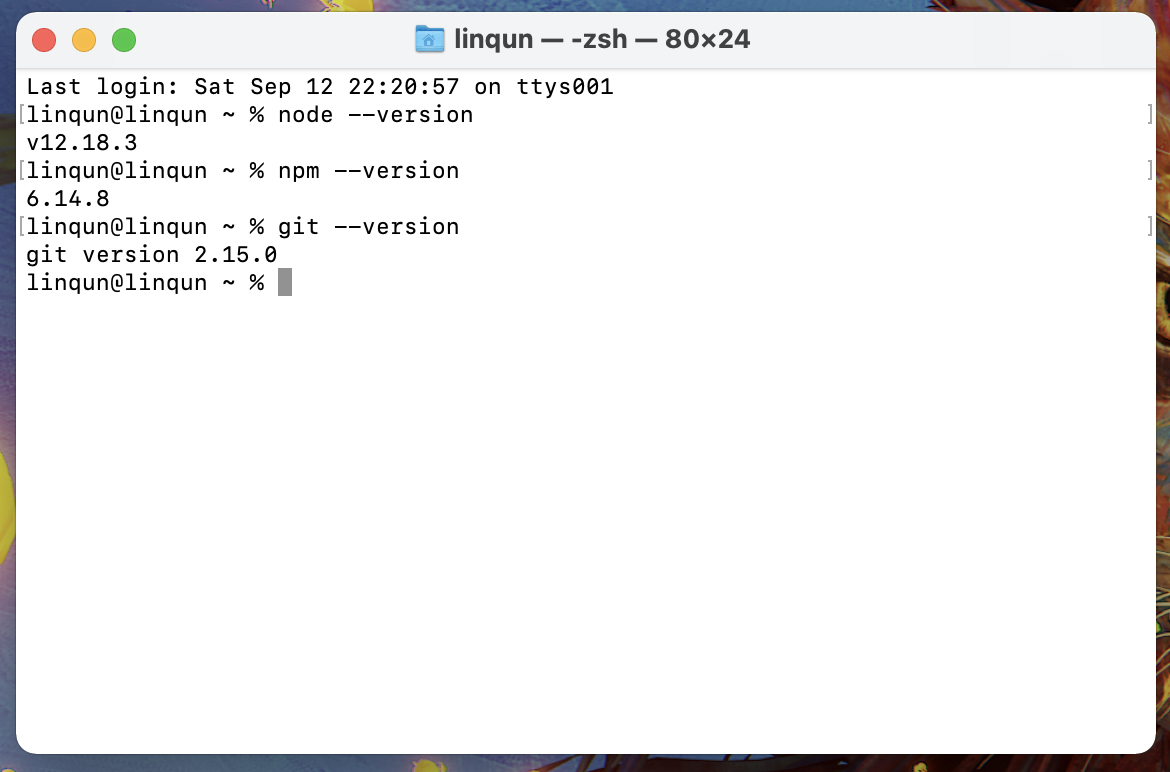 linqun — -zsh — 80×24
Last login: Sat Sep 12 22:20:57 on ttys001
[linqun@linqun ~ % node --version ]
v12.18.3
[linqun@linqun ~ % npm --version ]
6.14.8
[linqun@linqun ~ % git --version ]
git version 2.15.0
linqun@linqun ~ %